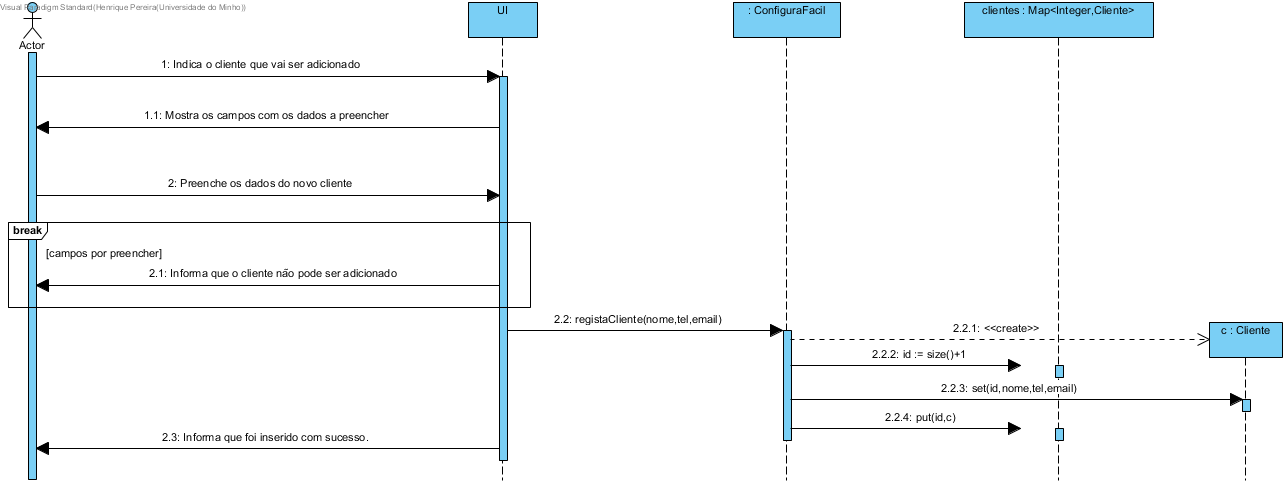 Visual Paradigm Standard(Henrique Pereira(Universidade do Minho))
Actor
UI
: ConfiguraFacil
clientes : Map<Integer,Cliente>
1: Indica o cliente que vai ser adicionado
1.1: Mostra os campos com os dados a preencher
2: Preenche os dados do novo cliente
break
[campos por preencher]
2.1: Informa que o cliente não pode ser adicionado
2.2: registaCliente(nome,tel,email)
2.2.1: <<create>>
c : Cliente
2.2.2: id := size()+1
2.2.3: set(id,nome,tel,email)
2.2.4: put(id,c)
2.3: Informa que foi inserido com sucesso.